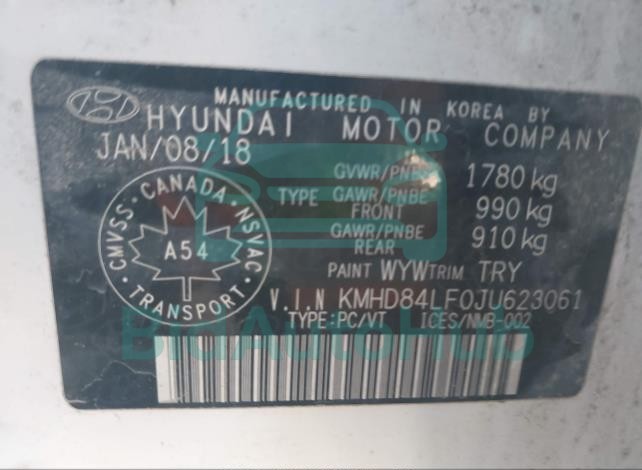 MANUFACTURED IN KOREA BY
HYUNDAI MOTOR COMPANY
JAN/08/18
GVWR/PNBE 1780 kg
TYPE GAWR/PNBE FRONT 990 kg
GAWR/PNBE REAR 910 kg
CANADA
CMVSS NSVAC
A54
TRANSPORT
PAINT WYW TRIM TRY
V.I.N KMHD84LF0JU623061
TYPE:PC/VT ICES/NMB-002
BidAutoHub